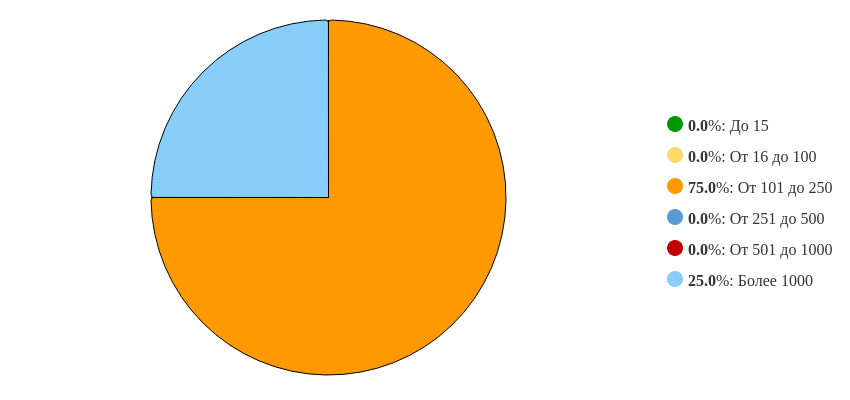 0.0%: До 15
0.0%: От 16 до 100
75.0%: От 101 до 250
0.0%: От 251 до 500
0.0%: От 501 до 1000
25.0%: Более 1000